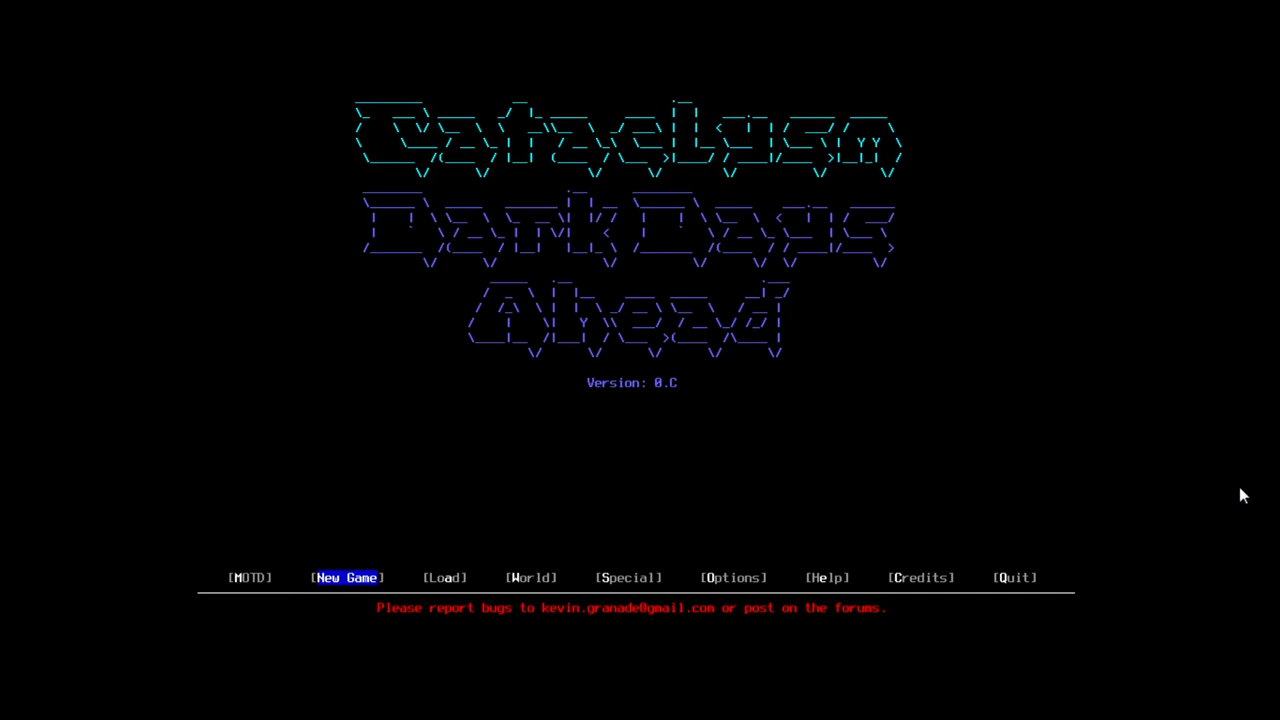 Cataclysm
Dark Days
Ahead
Version: 0.C
[MOTD] [New Game] [Load] [World] [Special] [Options] [Help] [Credits] [Quit]
Please report bugs to kevin.granade@gmail.com or post on the forums.